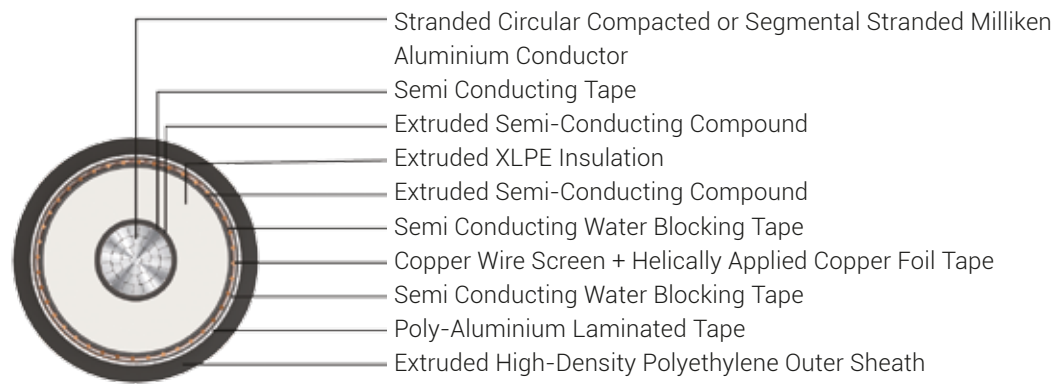 Stranded Circular Compacted or Segmental Stranded Milliken
Aluminium Conductor
Semi Conducting Tape
Extruded Semi-Conducting Compound
Extruded XLPE Insulation
Extruded Semi-Conducting Compound
Semi Conducting Water Blocking Tape
Copper Wire Screen + Helically Applied Copper Foil Tape
Semi Conducting Water Blocking Tape
Poly-Aluminium Laminated Tape
Extruded High-Density Polyethylene Outer Sheath